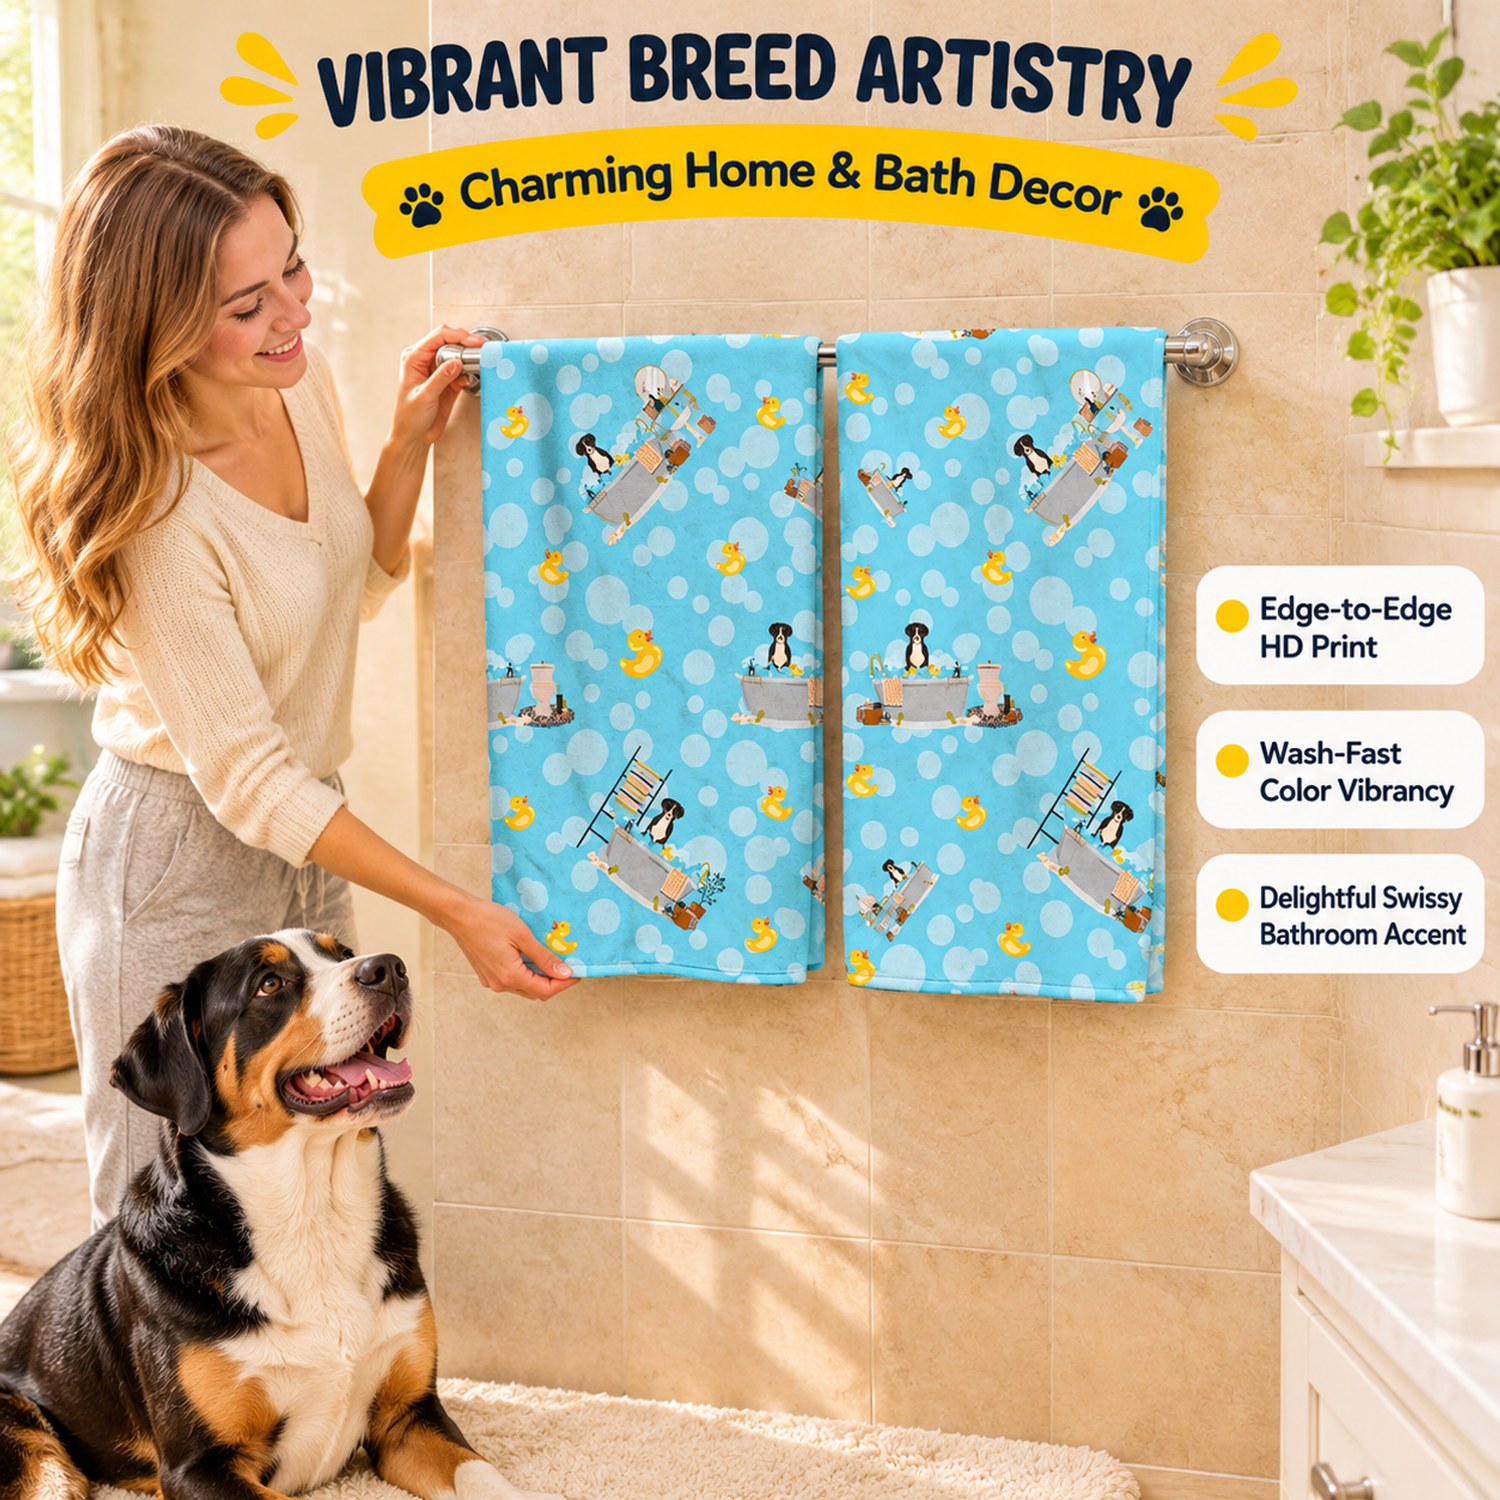 VIBRANT BREED ARTISTRY
Charming Home & Bath Decor
Edge-to-Edge
HD Print
Wash-Fast
Color Vibrancy
Delightful Swissy
Bathroom Accent